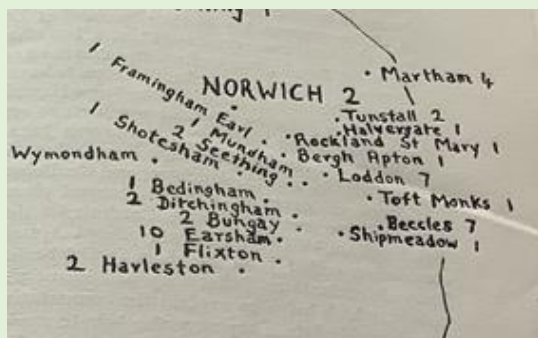 Martham 4
NORWICH 2
1 Framingham Earl
Tunstall 2
Halvergate 1
Rockland St Mary 1
1 Mundham
Bergh Apton 1
2 Seething
1 Shotesham
Loddon 7
Wymondham
Toft Monks 1
1 Bedingham
2 Ditchingham
2 Bungay
Beccles 7
10 Earsham
Shipmeadow 1
1 Flixton
2 Harleston